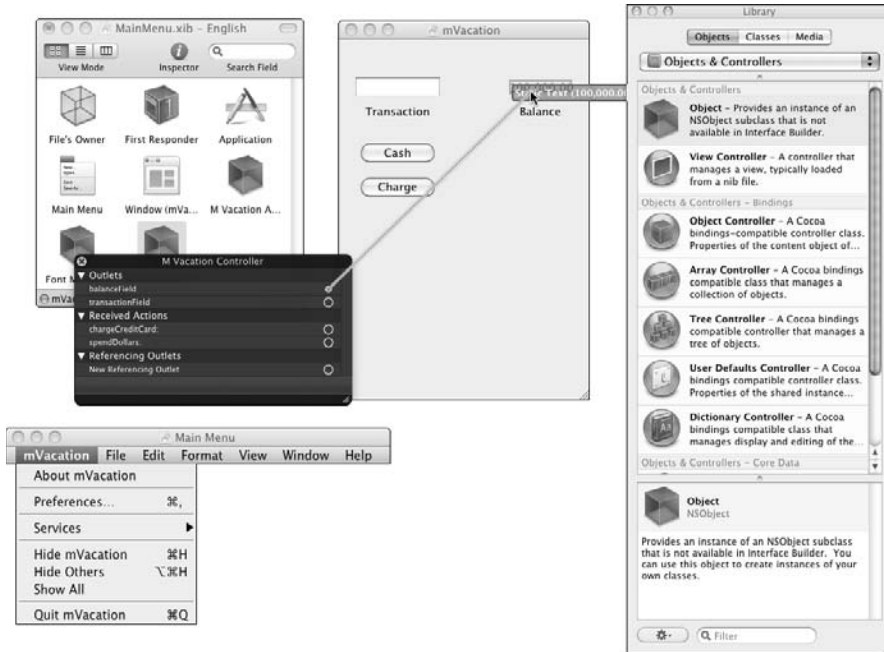 MainMenu.xib – English
View Mode
Inspector
Search Field
File's Owner
First Responder
Application
Main Menu
Window (mVa...
M Vacation A...
Font M
mVac
M Vacation Controller
Outlets
balanceField
transactionField
Received Actions
chargeCreditCard:
spendDollars:
Referencing Outlets
New Referencing Outlet
mVacation
Transaction
Balance
Cash
Charge
Static Text (100,000.00
Library
Objects
Classes
Media
Objects & Controllers
Objects & Controllers
Object – Provides an instance of an
NSObject subclass that is not
available in Interface Builder.
View Controller – A controller that
manages a view, typically loaded
from a nib file.
Objects & Controllers – Bindings
Object Controller – A Cocoa
bindings-compatible controller class.
Properties of the content object of...
Array Controller – A Cocoa bindings
compatible class that manages a
collection of objects.
Tree Controller – A Cocoa bindings
compatible controller that manages a
tree of objects.
User Defaults Controller – A Cocoa
bindings compatible controller class.
Properties of the shared instance...
Dictionary Controller – A Cocoa
bindings compatible class that
manages display and editing of the...
Objects & Controllers – Core Data
Object
NSObject
Provides an instance of an NSObject subclass
that is not available in Interface Builder. You
can use this object to create instances of your
own classes.
Filter
Main Menu
mVacation File Edit Format View Window Help
About mVacation
Preferences... ⌘,
Services
Hide mVacation ⌘H
Hide Others ⌥⌘H
Show All
Quit mVacation ⌘Q